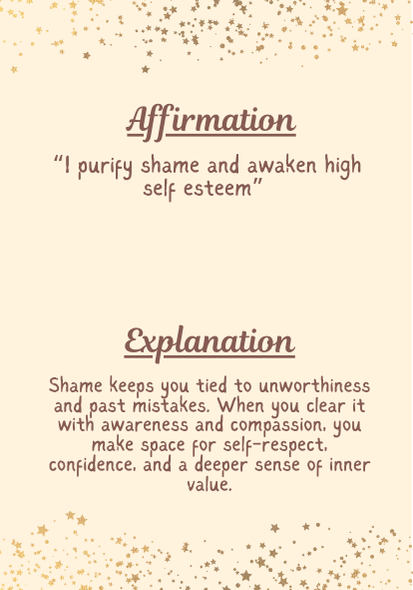 Affirmation
“I purify shame and awaken high
self esteem”
Explanation
Shame keeps you tied to unworthiness
and past mistakes. When you clear it
with awareness and compassion, you
make space for self-respect,
confidence, and a deeper sense of inner
value.